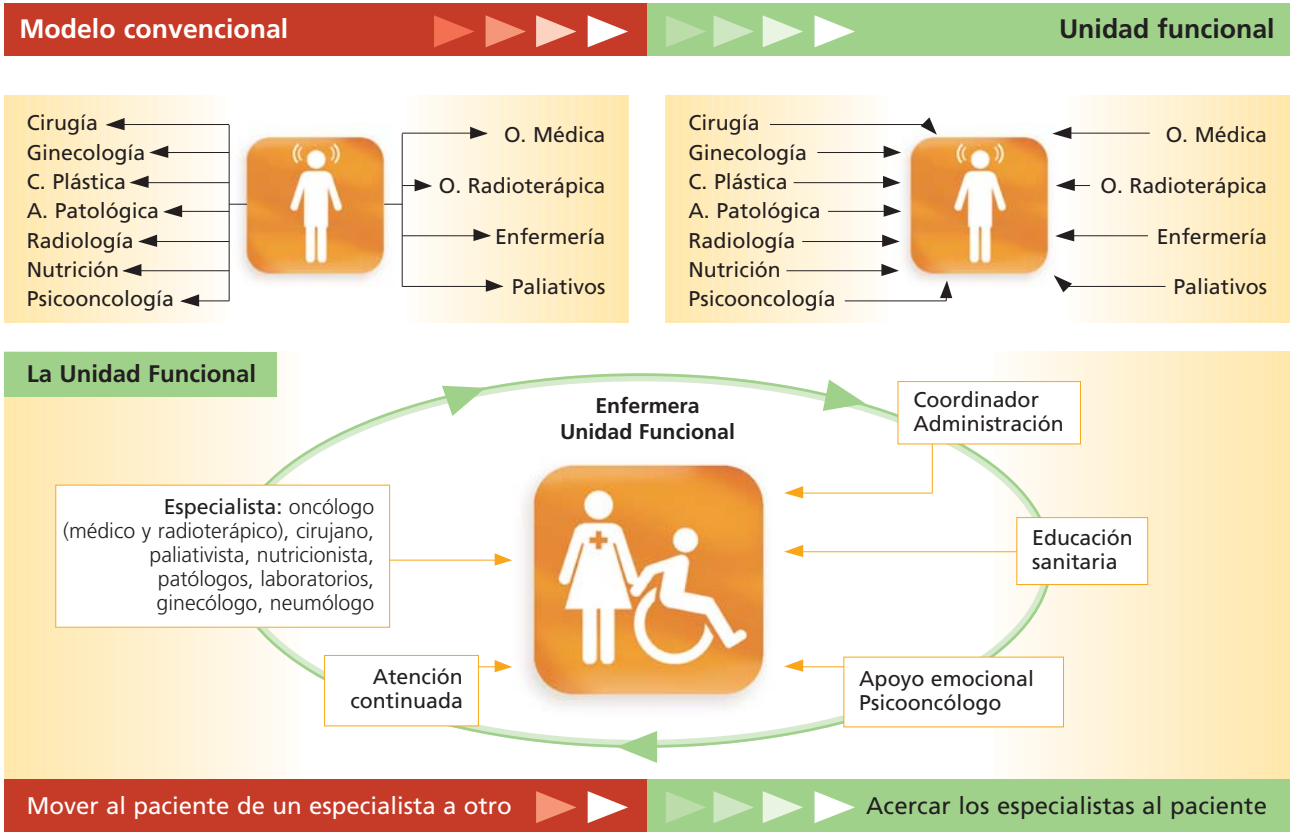 Modelo convencional
Unidad funcional
Cirugía
Ginecología
C. Plástica
A. Patológica
Radiología
Nutrición
Psicooncología
O. Médica
O. Radioterápica
Enfermería
Paliativos
Cirugía
Ginecología
C. Plástica
A. Patológica
Radiología
Nutrición
Psicooncología
O. Médica
O. Radioterápica
Enfermería
Paliativos
La Unidad Funcional
Enfermera
Unidad Funcional
Coordinador
Administración
Especialista: oncólogo
(médico y radioterápico), cirujano,
paliativista, nutricionista,
patólogos, laboratorios,
ginecólogo, neumólogo
Educación
sanitaria
Atención
continuada
Apoyo emocional
Psicooncólogo
Mover al paciente de un especialista a otro
Acercar los especialistas al paciente